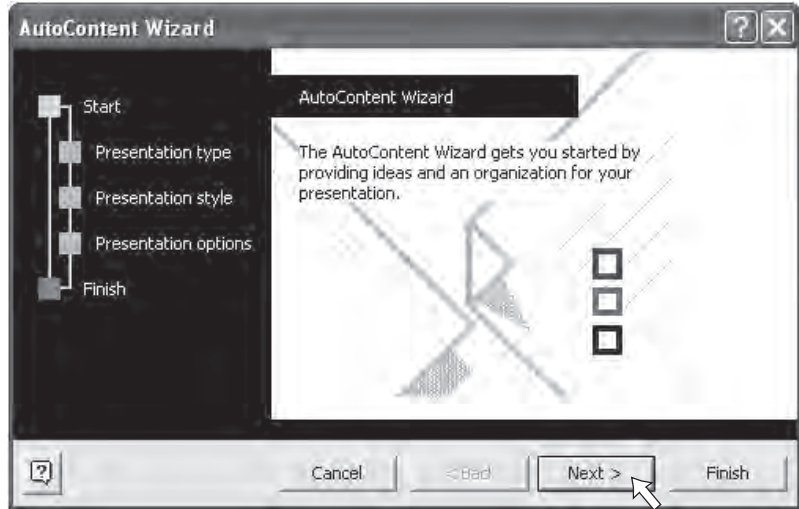 AutoContent Wizard
Start
Presentation type
Presentation style
Presentation options
Finish
AutoContent Wizard
The AutoContent Wizard gets you started by
providing ideas and an organization for your
presentation.
Cancel
Next >
Finish